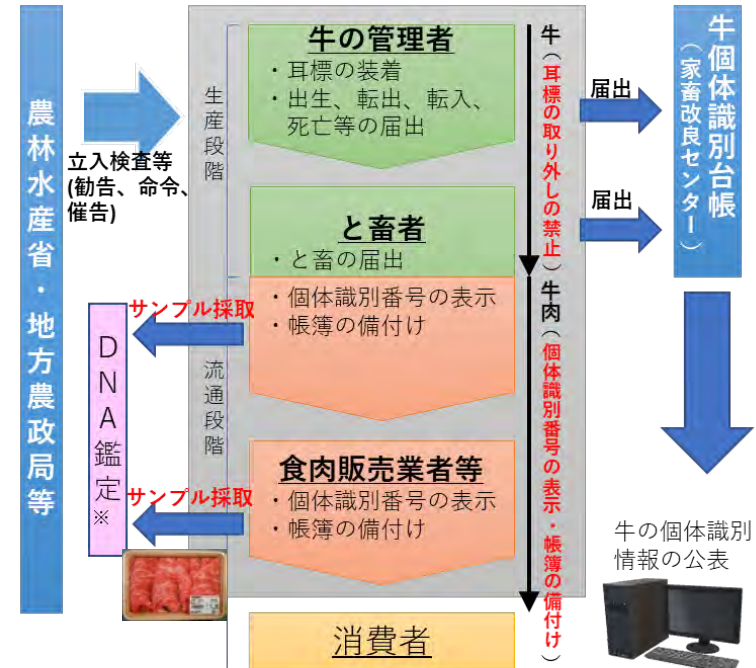 農林水産省・地方農政局等
立入検査等
(勧告、命令、
催告)
生産段階
牛の管理者
・耳標の装着
・出生、転出、転入、
死亡等の届出
と畜者
・と畜の届出
・個体識別番号の表示
・帳簿の備付け
流通段階
食肉販売業者等
・個体識別番号の表示
・帳簿の備付け
消費者
牛（耳標の取り外しの禁止）
牛肉（個体識別番号の表示・帳簿の備付け）
届出
届出
牛個体識別台帳
（家畜改良センター）
サンプル採取
サンプル採取
DNA鑑定※
牛の個体識別
情報の公表